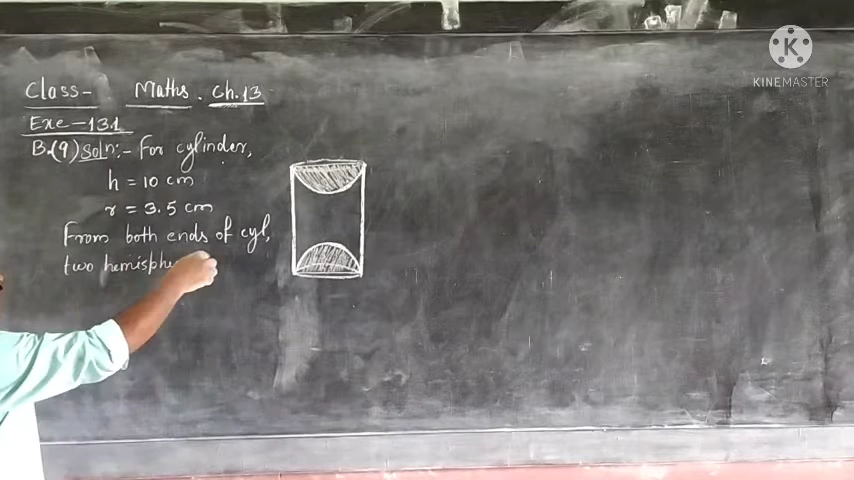 Class- Maths. Ch.13
Exe-13.1
B.(9) Soln:- For cylinder,
h = 10 cm
r = 3.5 cm
From both ends of cyl,
two hemisphe
K
KINEMASTER